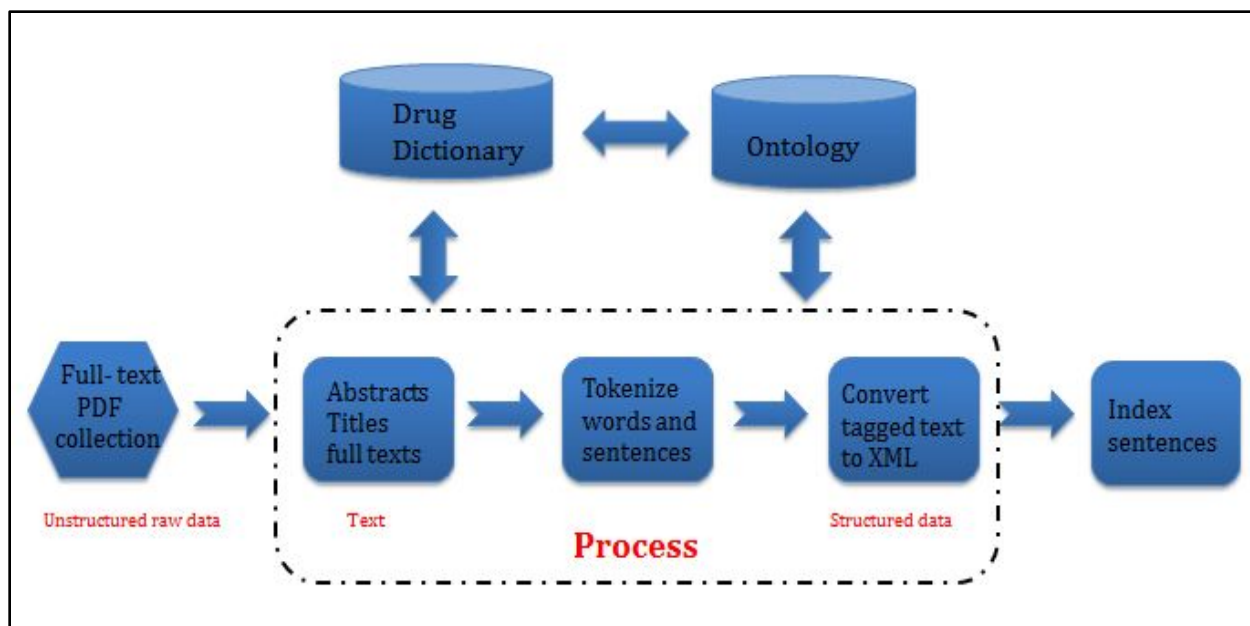 Drug
Dictionary
Ontology
Full- text
PDF
collection
Abstracts
Titles
full texts
Tokenize
words and
sentences
Convert
tagged text
to XML
Index
sentences
Unstructured raw data
Text
Structured data
Process